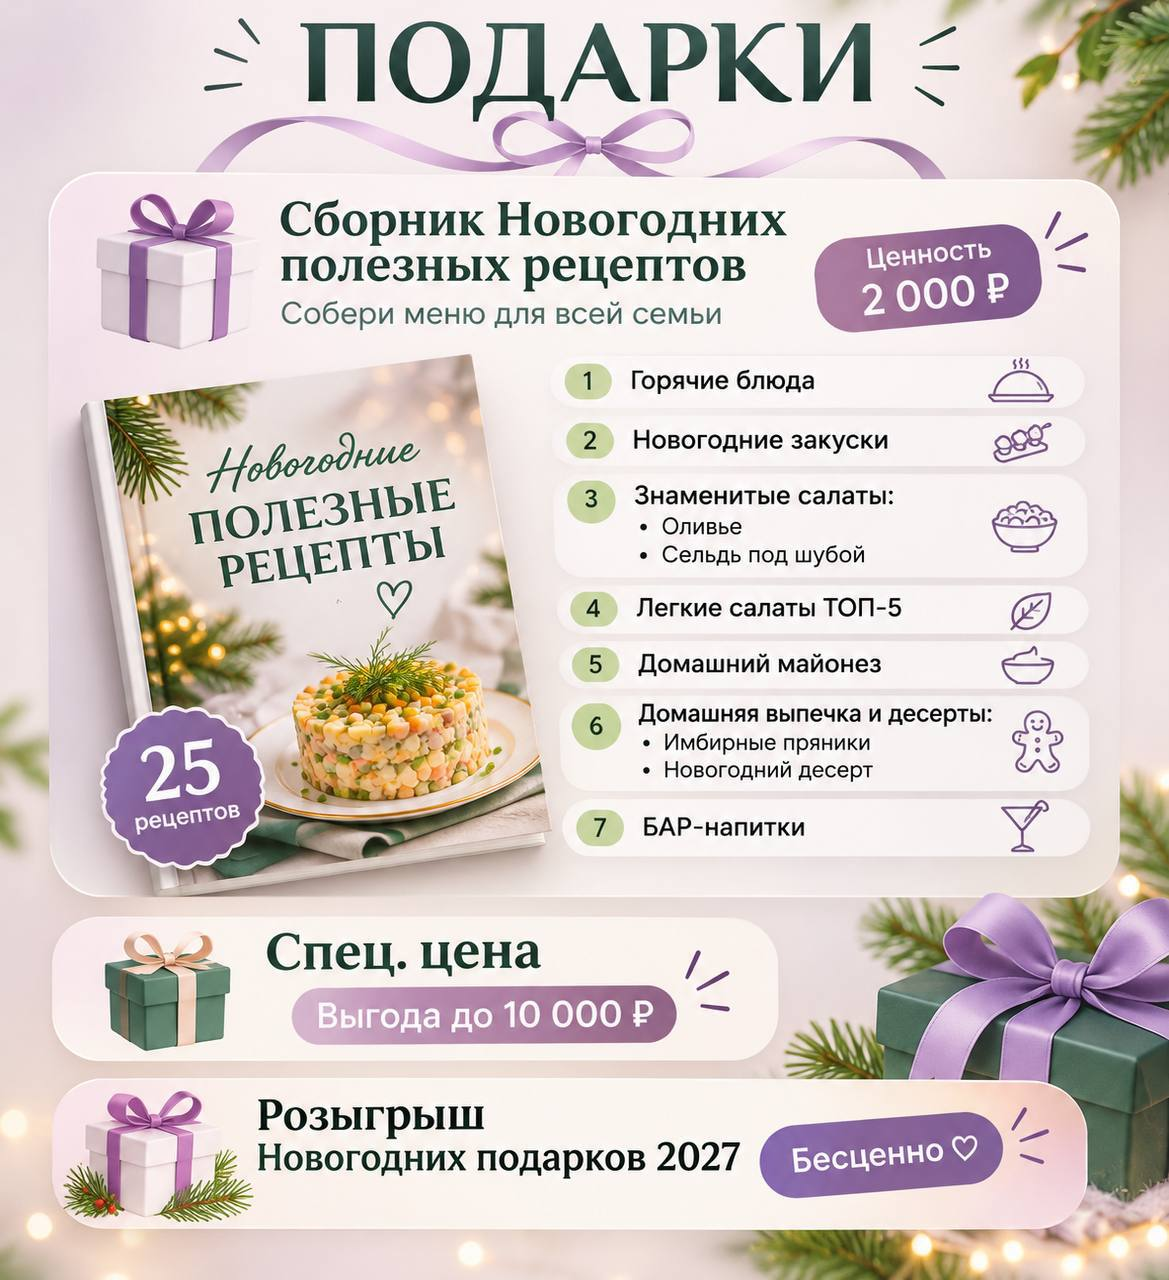 ПОДАРКИ
Сборник Новогодних
полезных рецептов
Собери меню для всей семьи
Ценность
2 000 ₽
Новогодние
ПОЛЕЗНЫЕ
РЕЦЕПТЫ
25
рецептов
1 Горячие блюда
2 Новогодние закуски
3 Знаменитые салаты:
• Оливье
• Сельдь под шубой
4 Легкие салаты ТОП-5
5 Домашний майонез
6 Домашняя выпечка и десерты:
• Имбирные пряники
• Новогодний десерт
7 БАР-напитки
Спец. цена
Выгода до 10 000 ₽
Розыгрыш
Новогодних подарков 2027
Бесценно ♡